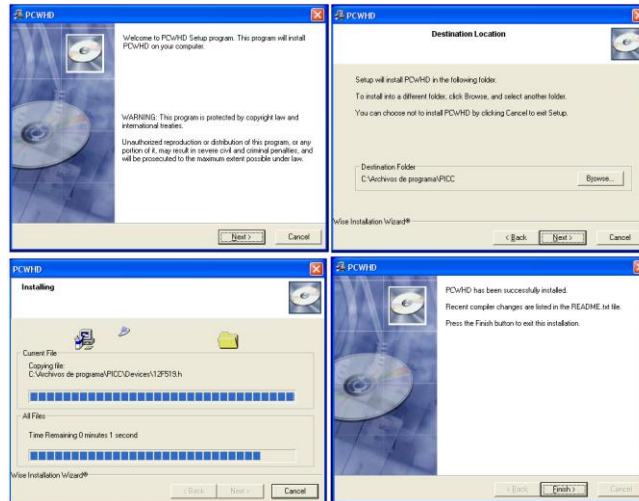 PCWHD
Welcome to PCWHD Setup program. This program will install
PCWHD on your computer.
WARNING: This program is protected by copyright law and
international treaties.
Unauthorized reproduction or distribution of this program, or any
portion of it, may result in severe civil and criminal penalties, and
will be prosecuted to the maximum extent possible under law.
Next > Cancel
PCWHD
Destination Location
Setup will install PCWHD in the following folder.
To install into a different folder, click Browse, and select another folder.
You can choose not to install PCWHD by clicking Cancel to exit Setup.
Destination Folder
C:\Archivos de programa\PICC Browse...
Wise Installation Wizard®
< Back Next > Cancel
PCWHD
Installing
Current File
Copying file:
C:\Archivos de programa\PICC\Devices\12F519.h
All Files
Time Remaining 0 minutes 1 second
Wise Installation Wizard®
< Back Next > Cancel
PCWHD
PCWHD has been successfully installed.
Recent compiler changes are listed in the README.txt file.
Press the Finish button to exit this installation.
< Back Finish > Cancel